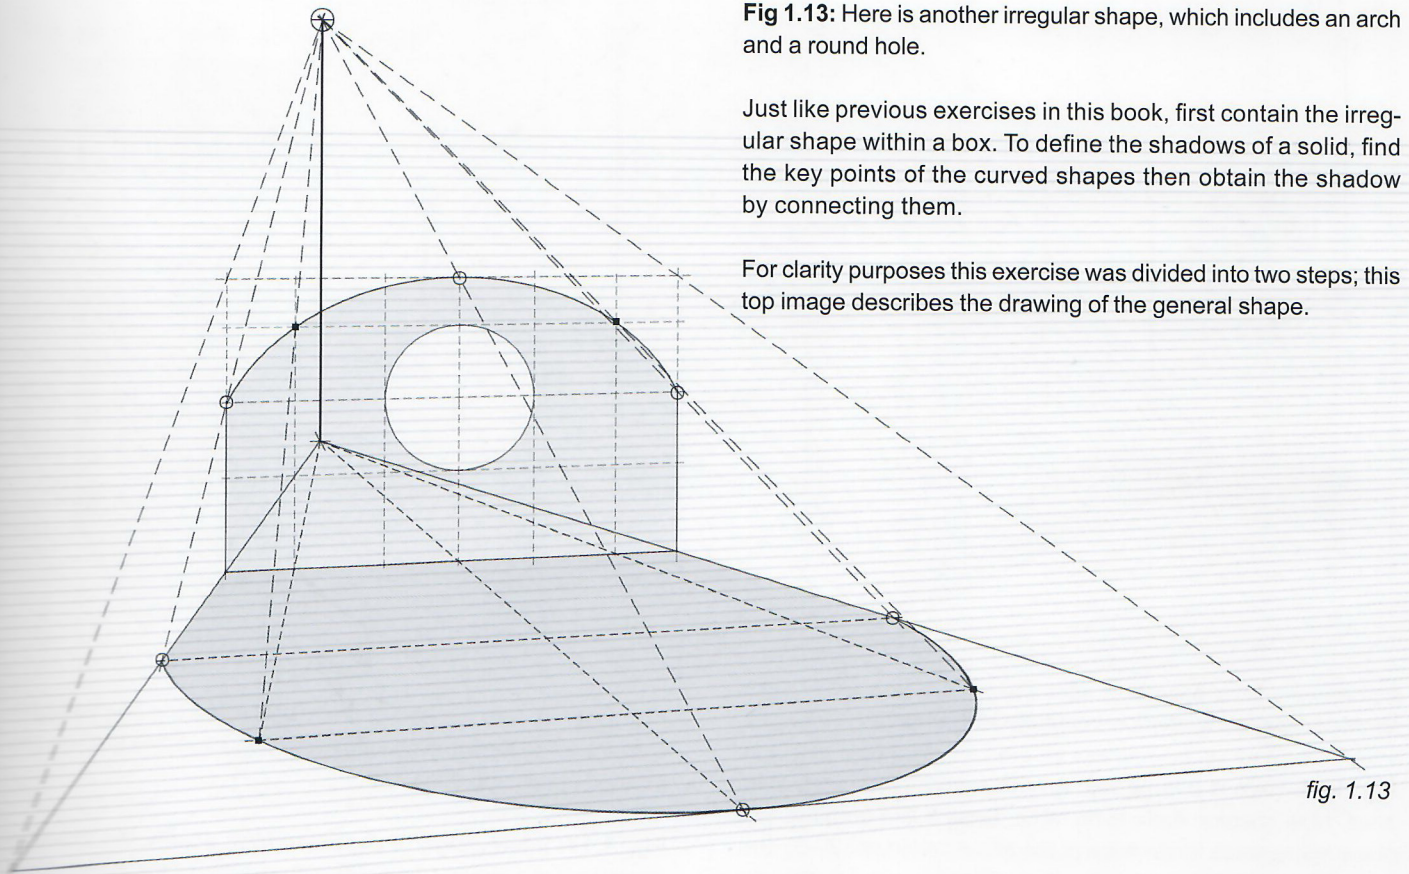 Fig 1.13: Here is another irregular shape, which includes an arch
and a round hole.
Just like previous exercises in this book, first contain the irreg-
ular shape within a box. To define the shadows of a solid, find
the key points of the curved shapes then obtain the shadow
by connecting them.
For clarity purposes this exercise was divided into two steps; this
top image describes the drawing of the general shape.
fig. 1.13